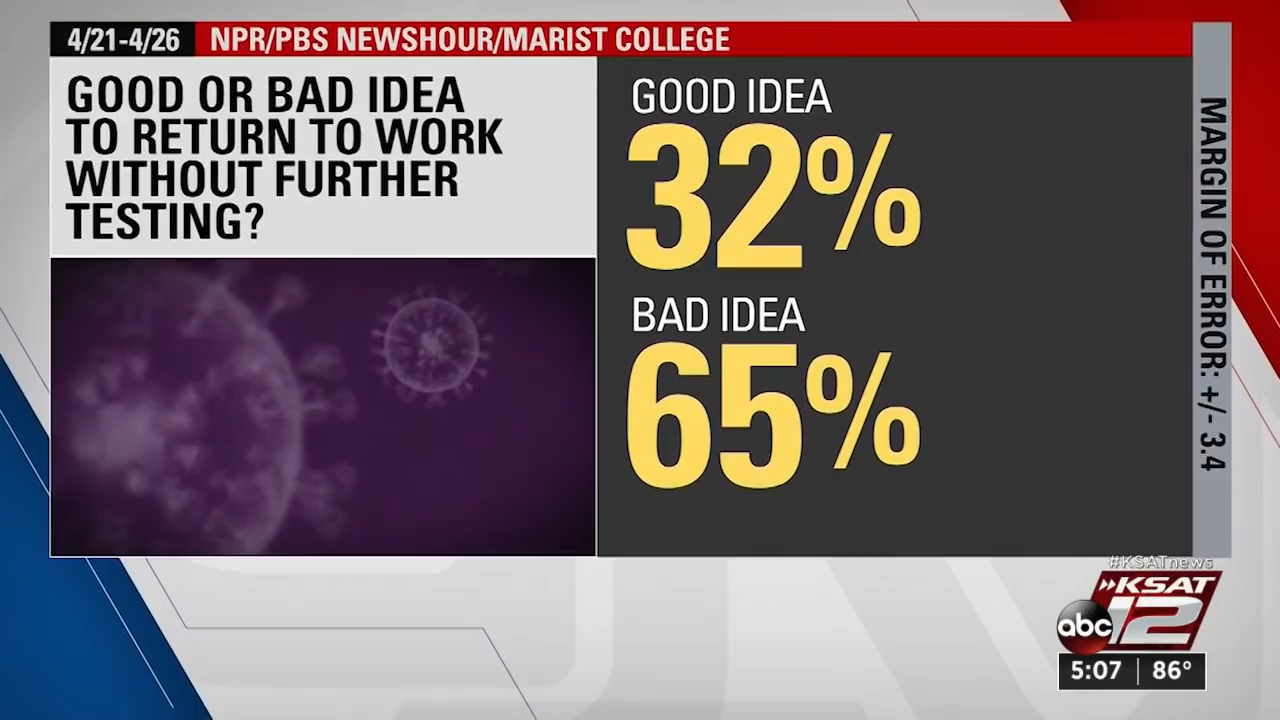 4/21-4/26 NPR/PBS NEWSHOUR/MARIST COLLEGE
GOOD OR BAD IDEA
TO RETURN TO WORK
WITHOUT FURTHER
TESTING?
GOOD IDEA
32%
BAD IDEA
65%
MARGIN OF ERROR: +/- 3.4
#KSATnews
KSAT
abc 12
5:07 86°